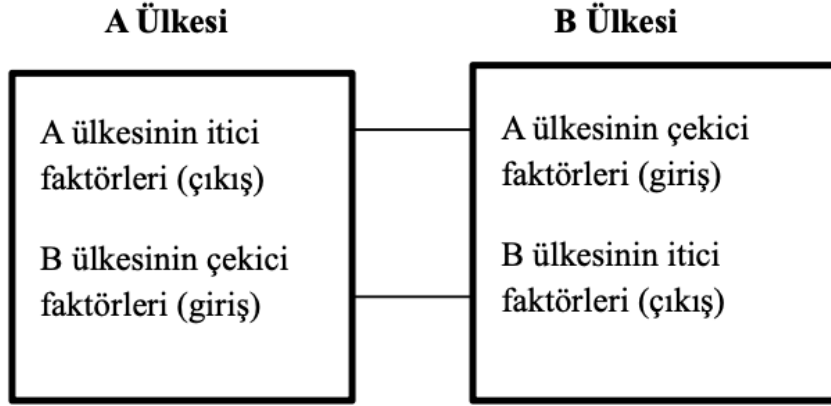 A Ülkesi
B Ülkesi
A ülkesinin itici
faktörleri (çıkış)
B ülkesinin çekici
faktörleri (giriş)
A ülkesinin çekici
faktörleri (giriş)
B ülkesinin itici
faktörleri (çıkış)